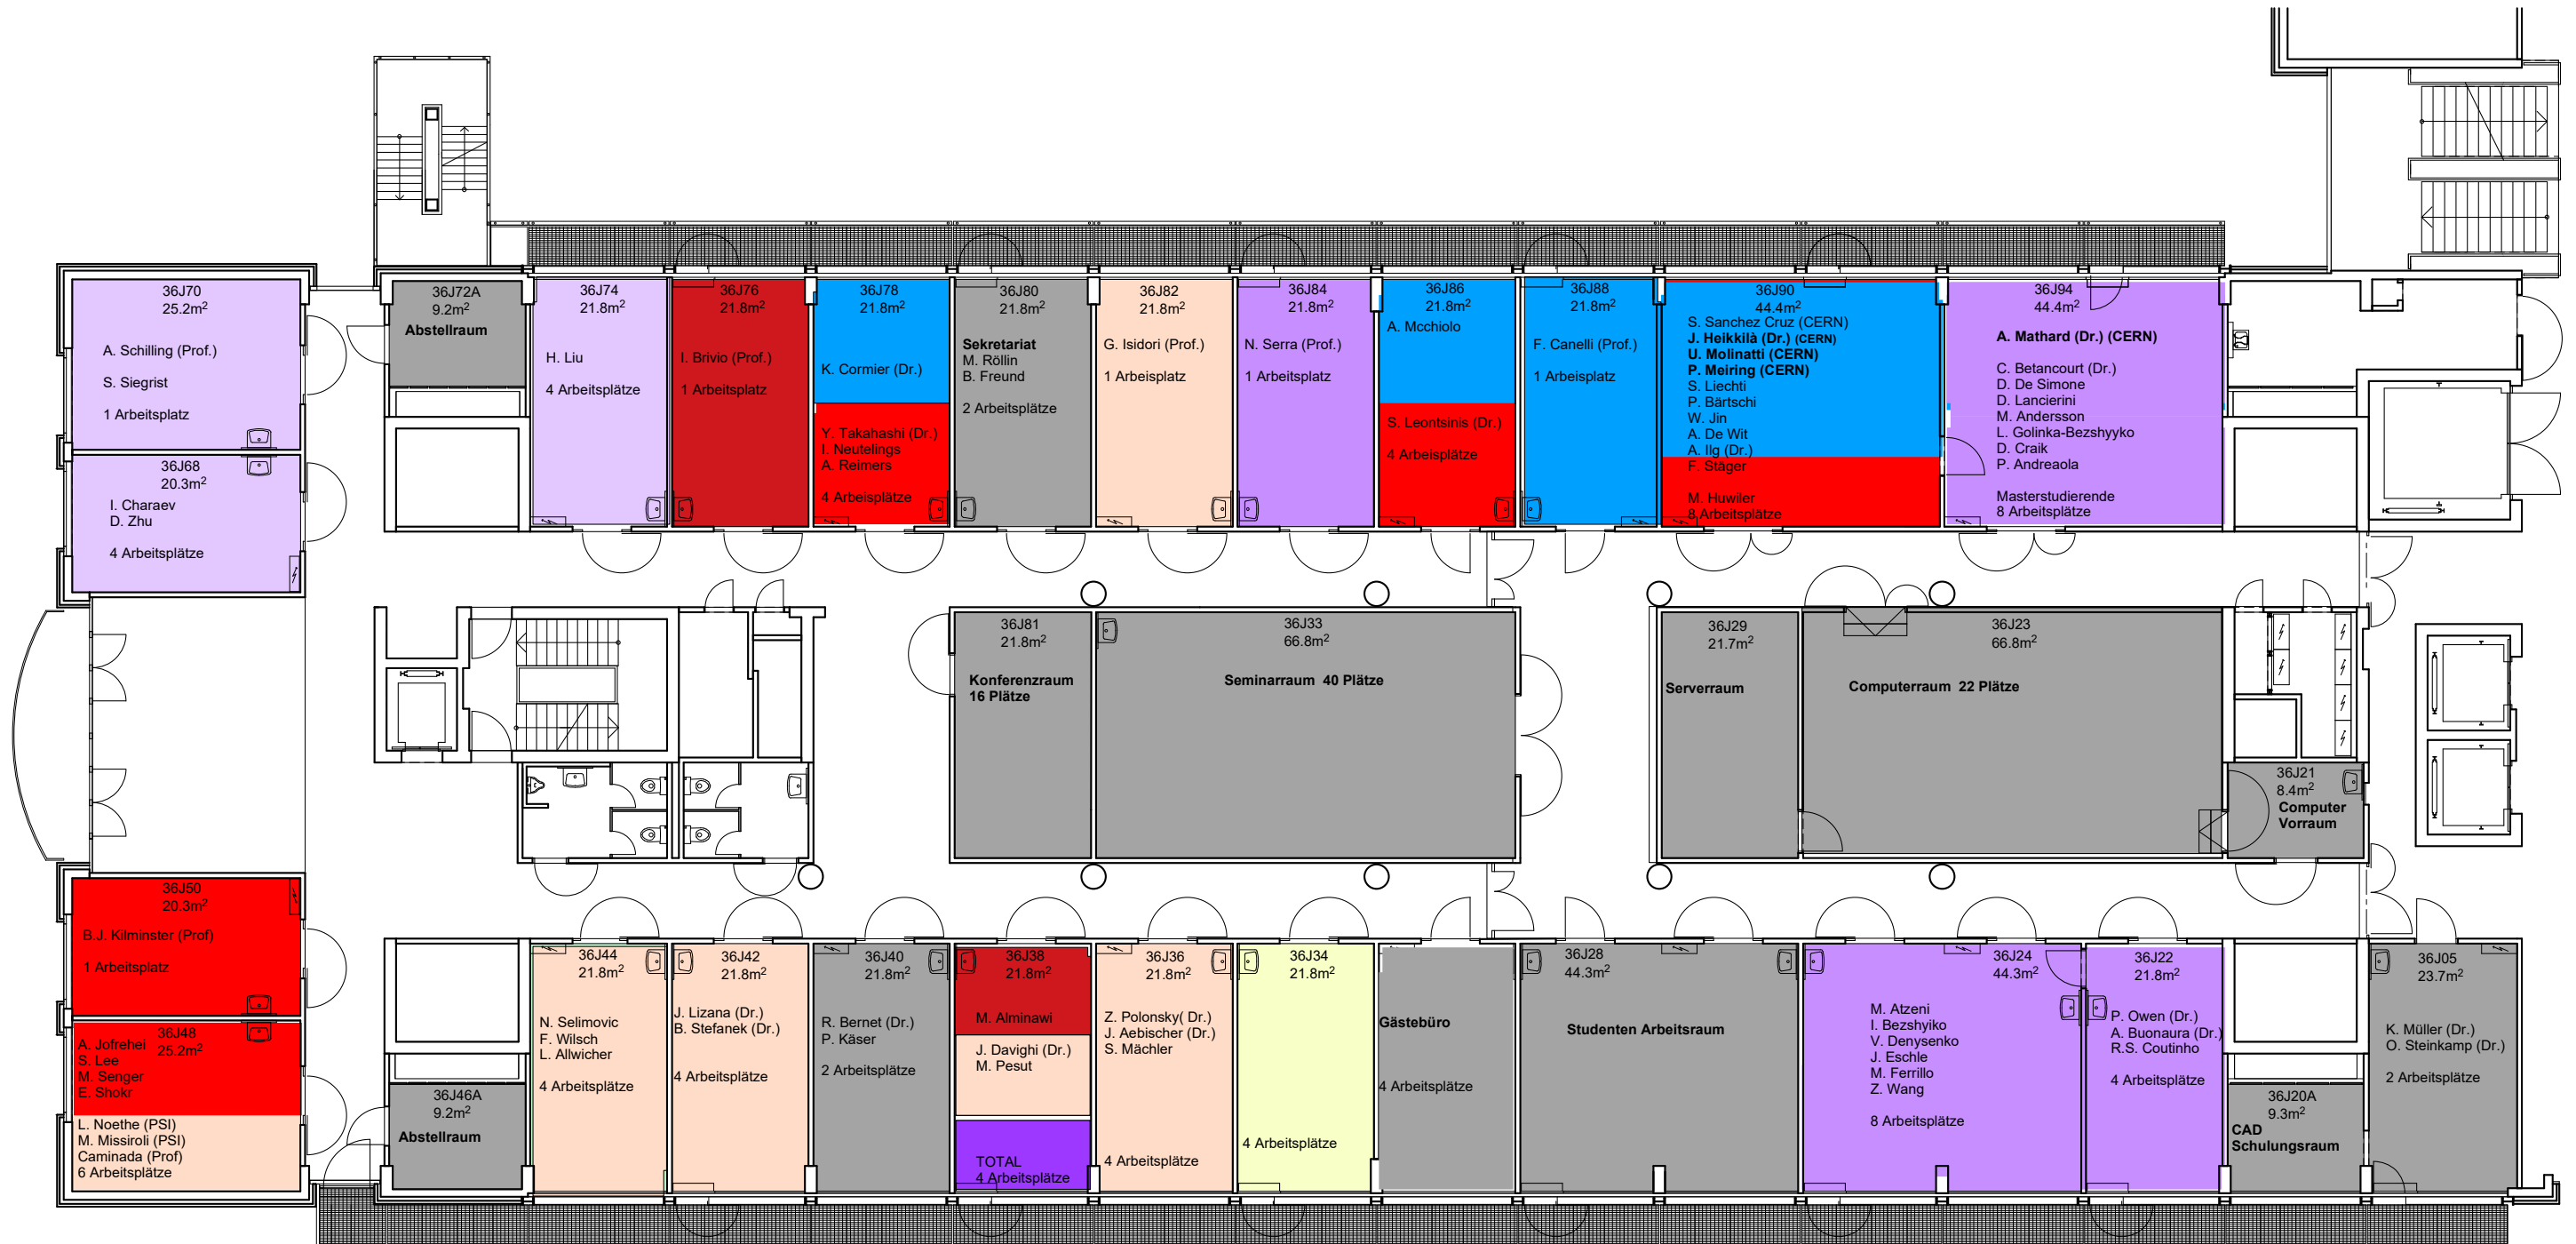 36J70
25.2m²
A. Schilling (Prof.)
S. Siegrist
1 Arbeitsplatz
36J68
20.3m²
I. Charaev
D. Zhu
4 Arbeitsplätze
36J72A
9.2m²
Abstellraum
36J74
21.8m²
H. Liu
4 Arbeitsplätze
36J76
21.8m²
I. Brivio (Prof.)
1 Arbeitsplatz
36J78
21.8m²
K. Cormier (Dr.)
Y. Takahashi (Dr.)
I. Neutelings
A. Reimers
4 Arbeisplätze
36J80
21.8m²
Sekretariat
M. Röllin
B. Freund
2 Arbeitsplätze
36J82
21.8m²
G. Isidori (Prof.)
1 Arbeisplatz
36J84
21.8m²
N. Serra (Prof.)
1 Arbeitsplatz
36J86
21.8m²
A. Mcchiolo
S. Leontsinis (Dr.)
4 Arbeisplätze
36J88
21.8m²
F. Canelli (Prof.)
1 Arbeisplatz
36J90
44.4m²
S. Sanchez Cruz (CERN)
J. Heikkilà (Dr.) (CERN)
U. Molinatti (CERN)
P. Meiring (CERN)
S. Liechti
P. Bärtschi
W. Jin
A. De Wit
A. Ilg (Dr.)
F. Stäger
M. Huwiler
8 Arbeitsplätze
36J94
44.4m²
A. Mathard (Dr.) (CERN)
C. Betancourt (Dr.)
D. De Simone
D. Lancierini
M. Andersson
L. Golinka-Bezshyyko
D. Craik
P. Andreaola
Masterstudierende
8 Arbeitsplätze
36J81
21.8m²
Konferenzraum
16 Plätze
36J33
66.8m²
Seminarraum 40 Plätze
36J29
21.7m²
Serverraum
36J23
66.8m²
Computerraum 22 Plätze
36J21
8.4m²
Computer
Vorraum
36J50
20.3m²
B.J. Kilminster (Prof)
1 Arbeitsplatz
36J48
25.2m²
A. Jofrehei
S. Lee
M. Senger
E. Shokr
L. Noethe (PSI)
M. Missiroli (PSI)
Caminada (Prof)
6 Arbeitsplätze
36J46A
9.2m²
Abstellraum
36J44
21.8m²
N. Selimovic
F. Wilsch
L. Allwicher
4 Arbeitsplätze
36J42
21.8m²
J. Lizana (Dr.)
B. Stefanek (Dr.)
4 Arbeitsplätze
36J40
21.8m²
R. Bernet (Dr.)
P. Käser
2 Arbeitsplätze
36J38
21.8m²
M. Alminawi
J. Davighi (Dr.)
M. Pesut
TOTAL
4 Arbeitsplätze
36J36
21.8m²
Z. Polonsky( Dr.)
J. Aebischer (Dr.)
S. Mächler
4 Arbeitsplätze
36J34
21.8m²
4 Arbeitsplätze
Gästebüro
4 Arbeitsplätze
36J28
44.3m²
Studenten Arbeitsraum
36J24
44.3m²
M. Atzeni
I. Bezshyiko
V. Denysenko
J. Eschle
M. Ferrillo
Z. Wang
8 Arbeitsplätze
36J22
21.8m²
P. Owen (Dr.)
A. Buonaura (Dr.)
R.S. Coutinho
4 Arbeitsplätze
36J20A
9.3m²
CAD
Schulungsraum
36J05
23.7m²
K. Müller (Dr.)
O. Steinkamp (Dr.)
2 Arbeitsplätze